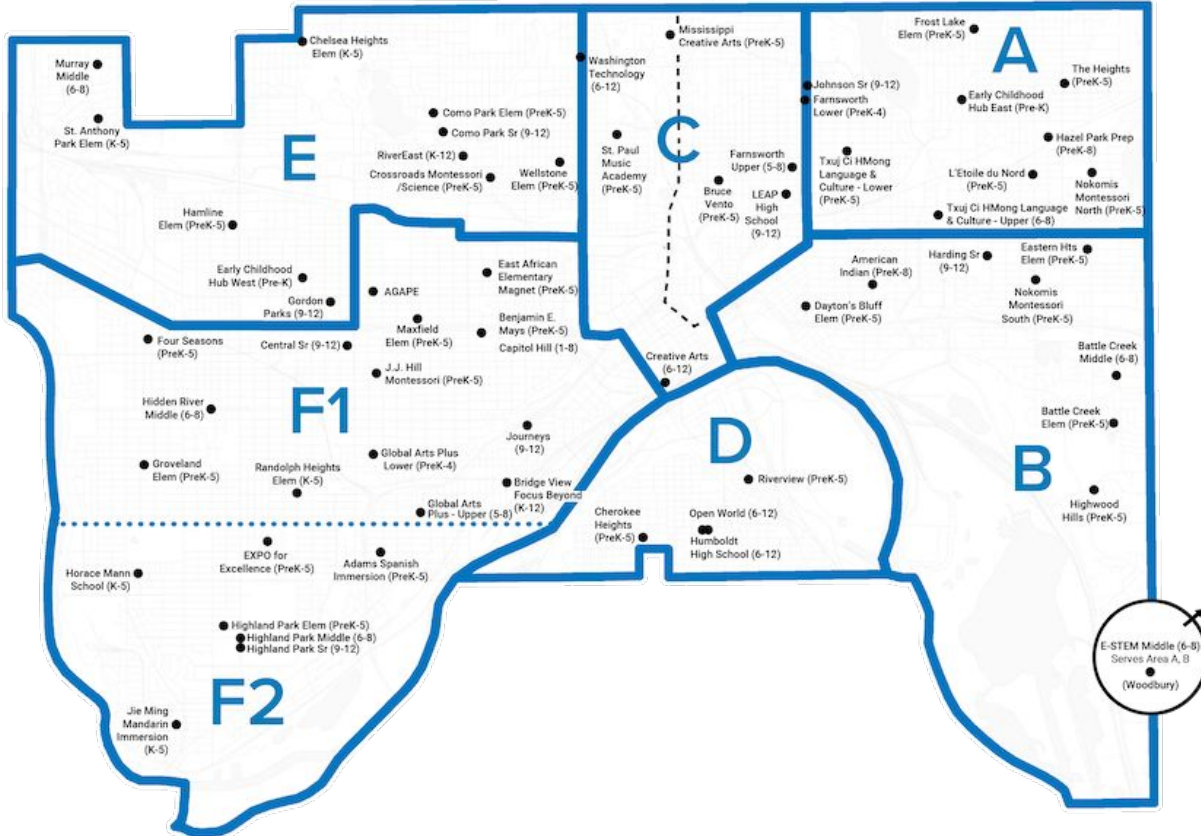 Chelsea Heights
Elem (K-5)
Murray
Middle
(6-8)
St. Anthony
Park Elem (K-5)
Como Park Elem (PreK-5)
Como Park Sr (9-12)
RiverEast (K-12)
Crossroads Montessori
/Science (PreK-5)
Wellstone
Elem (PreK-5)
E
Hamline
Elem (PreK-5)
Early Childhood
Hub West (Pre-K)
Gordon
Parks (9-12)
Mississippi
Creative Arts (PreK-5)
Washington
Technology
(6-12)
C
St. Paul
Music
Academy
(PreK-5)
Farnsworth
Upper (5-8)
Bruce
Vento
(PreK-5)
LEAP
High
School
(9-12)
Creative Arts
(6-12)
Frost Lake
Elem (PreK-5)
A
The Heights
(PreK-5)
Johnson Sr (9-12)
Farnsworth
Lower (PreK-4)
Early Childhood
Hub East (Pre-K)
Hazel Park Prep
(PreK-8)
Txuj Ci HMong
Language &
Culture - Lower
(PreK-5)
L'Etoile du Nord
(PreK-5)
Nokomis
Montessori
North (PreK-5)
Txuj Ci HMong Language
& Culture - Upper (6-8)
American
Indian (PreK-8)
Harding Sr
(9-12)
Eastern Hts
Elem (PreK-5)
Dayton's Bluff
Elem (PreK-5)
Nokomis
Montessori
South (PreK-5)
Battle Creek
Middle (6-8)
Battle Creek
Elem (PreK-5)
B
Highwood
Hills (PreK-5)
E-STEM Middle (6-8)
Serves Area A, B
(Woodbury)
East African
Elementary
Magnet (PreK-5)
AGAPE
Maxfield
Elem (PreK-5)
Benjamin E.
Mays (PreK-5)
Capitol Hill (1-8)
Four Seasons
(PreK-5)
Central Sr (9-12)
J.J. Hill
Montessori (PreK-5)
Hidden River
Middle (6-8)
F1
Journeys
(9-12)
Groveland
Elem (PreK-5)
Randolph Heights
Elem (K-5)
Global Arts Plus
Lower (PreK-4)
Bridge View
Focus Beyond
(K-12)
Global Arts
Plus - Upper (5-8)
D
Riverview (PreK-5)
Cherokee
Heights
(PreK-5)
Open World (6-12)
Humboldt
High School (6-12)
EXPO for
Excellence (PreK-5)
Adams Spanish
Immersion (PreK-5)
Horace Mann
School (K-5)
Highland Park Elem (PreK-5)
Highland Park Middle (6-8)
Highland Park Sr (9-12)
F2
Jie Ming
Mandarin
Immersion
(K-5)